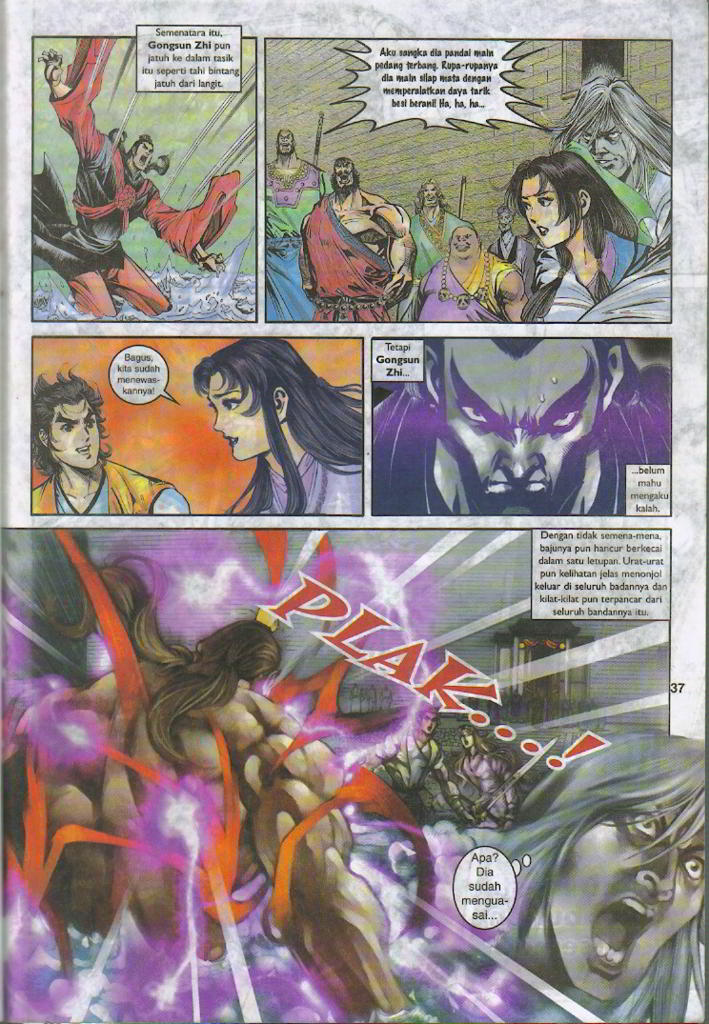 Semenatara itu,
Gongsun Zhi pun
jatuh ke dalam tasik
itu seperti tahi bintang
jatuh dari langit.
Aku sangka dia pandai main
pedang terbang. Rupa-rupanya
dia main silap mata dengan
memperalatkan daya tarik
besi berani! Ha, ha, ha...
Bagus,
kita sudah
menewas-
kannya!
Tetapi
Gongsun
Zhi...
...belum
mahu
mengaku
kalah.
Dengan tidak semena-mena,
bajunya pun hancur berkecai
dalam satu letupan. Urat-urat
pun kelihatan jelas menonjol
keluar di seluruh badannya dan
kilat-kilat pun terpancar dari
seluruh bandannya itu.
PLAK....!
37
Apa?
Dia
sudah
mengua-
sai...